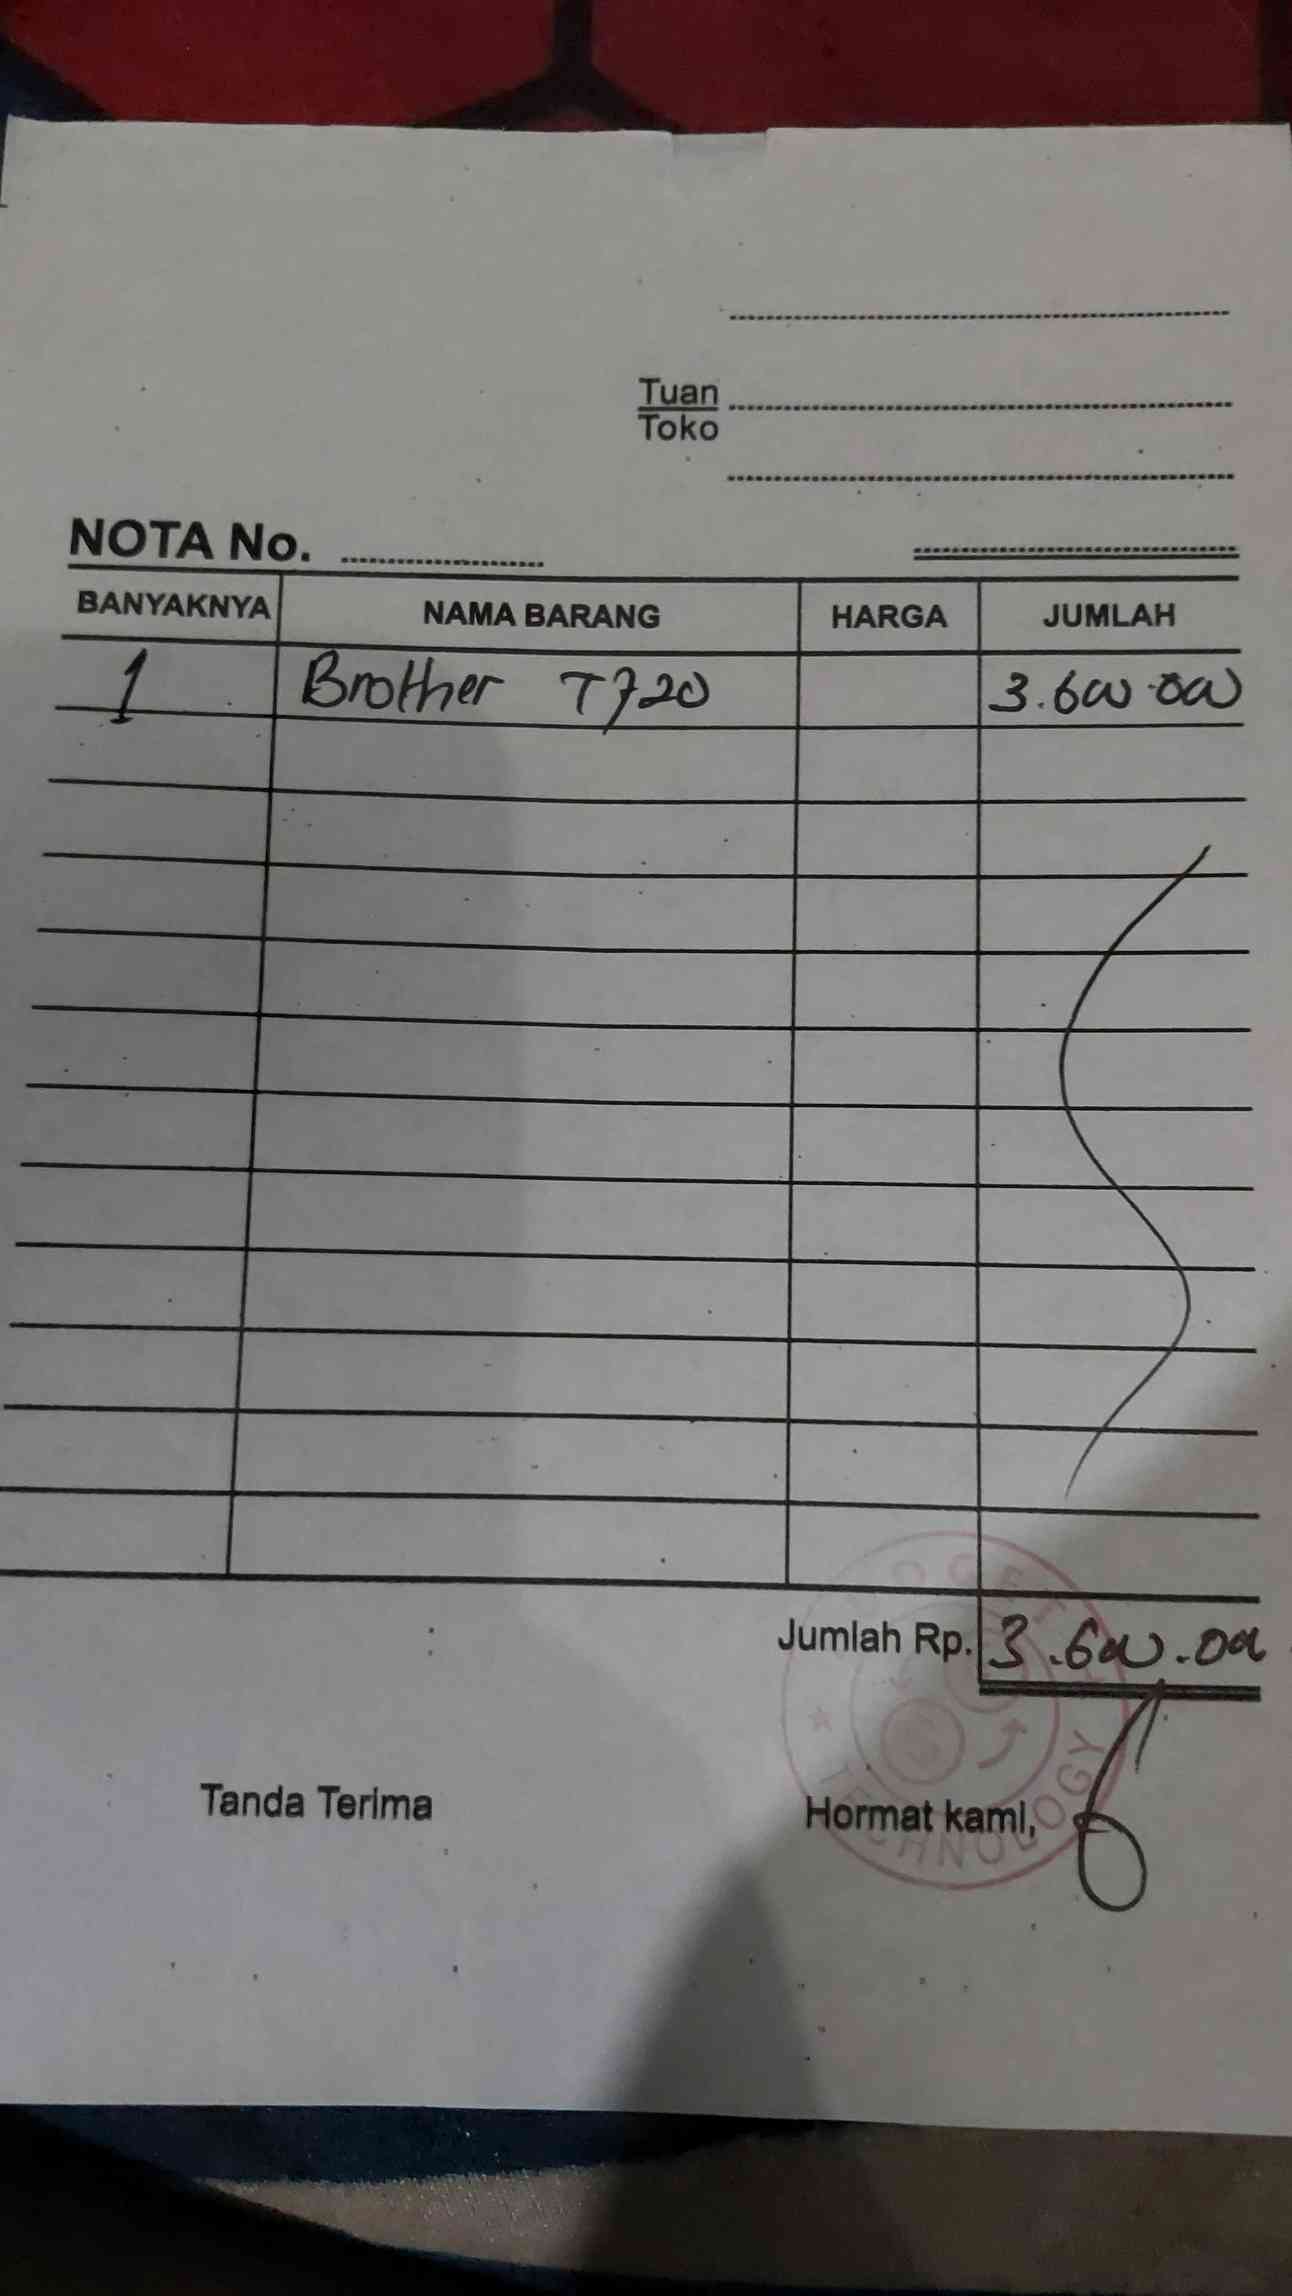 Tuan
Toko
NOTA No.
BANYAKNYA NAMA BARANG HARGA JUMLAH
1 Brother T720 3.600.000
Jumlah Rp. 3.600.000
Tanda Terima Hormat kami,
TECHNOLOGY